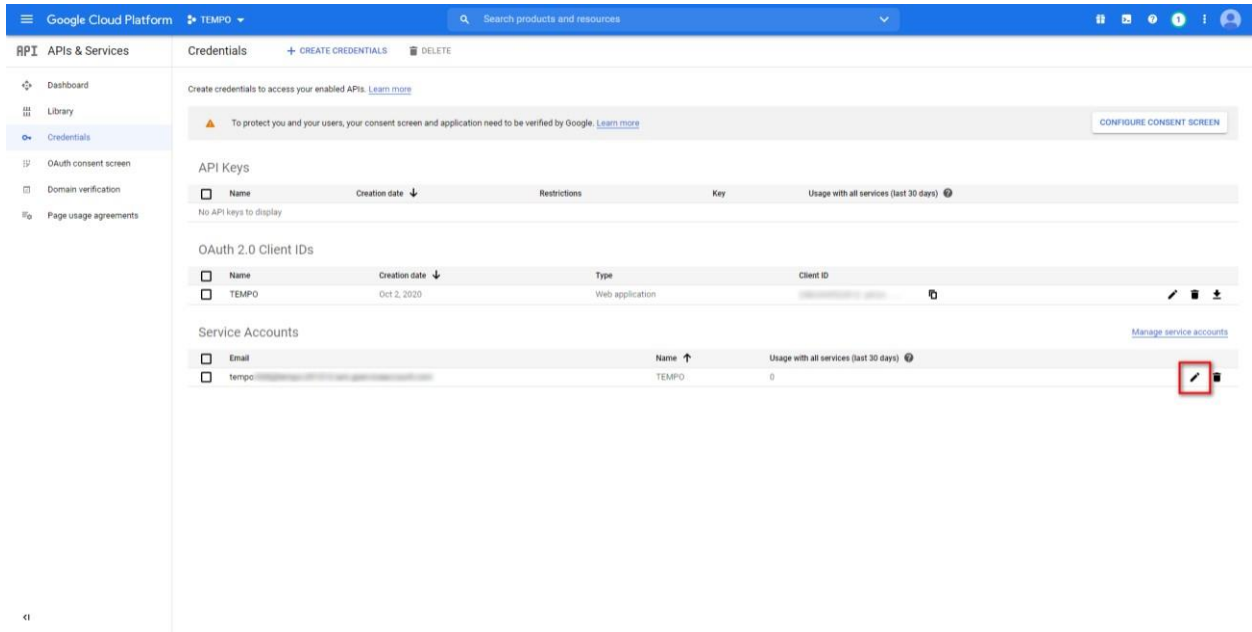 Google Cloud Platform TEMPO Search products and resources 1
API APIs & Services Credentials + CREATE CREDENTIALS DELETE
Dashboard
Library
Credentials
OAuth consent screen
Domain verification
Page usage agreements
Create credentials to access your enabled APIs. Learn more
To protect you and your users, your consent screen and application need to be verified by Google. Learn more CONFIGURE CONSENT SCREEN
API Keys
Name Creation date Restrictions Key Usage with all services (last 30 days)
No API keys to display
OAuth 2.0 Client IDs
Name Creation date Type Client ID
TEMPO Oct 2, 2020 Web application
Service Accounts Manage service accounts
Email Name Usage with all services (last 30 days)
tempo TEMPO 0